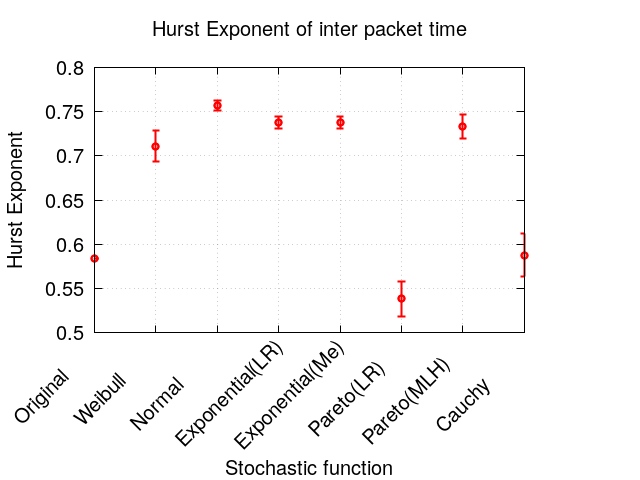 Hurst Exponent of inter packet time
0.8
0.75
0.7
0.65
0.6
0.55
0.5
Hurst Exponent
Original
Weibull
Normal
Exponential(LR)
Exponential(Me)
Pareto(LR)
Pareto(MLH)
Cauchy
Stochastic function